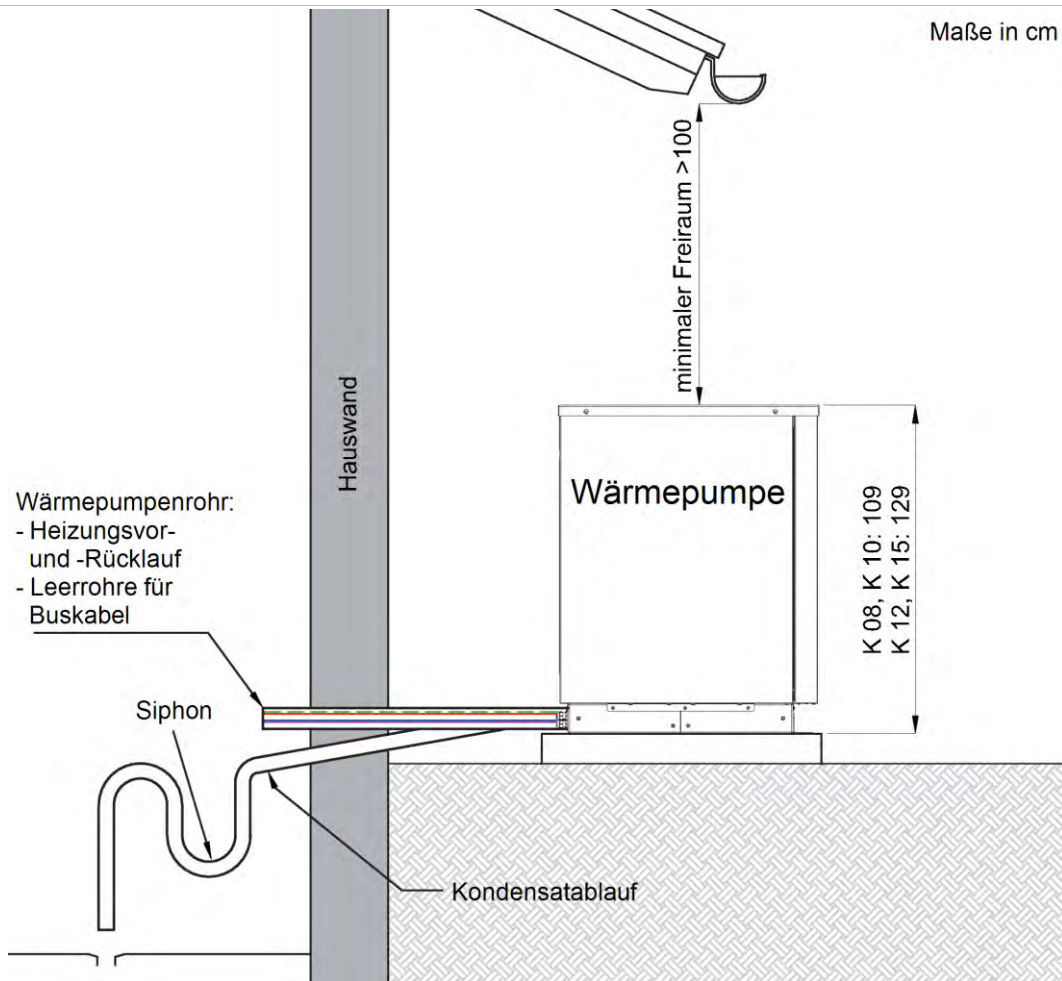 Maße in cm
minimaler Freiraum >100
Hauswand
Wärmepumpe
K 08, K 10: 109
K 12, K 15: 129
Wärmepumpenrohr:
- Heizungsvor-
und -Rücklauf
- Leerrohre für
Buskabel
Siphon
Kondensatablauf